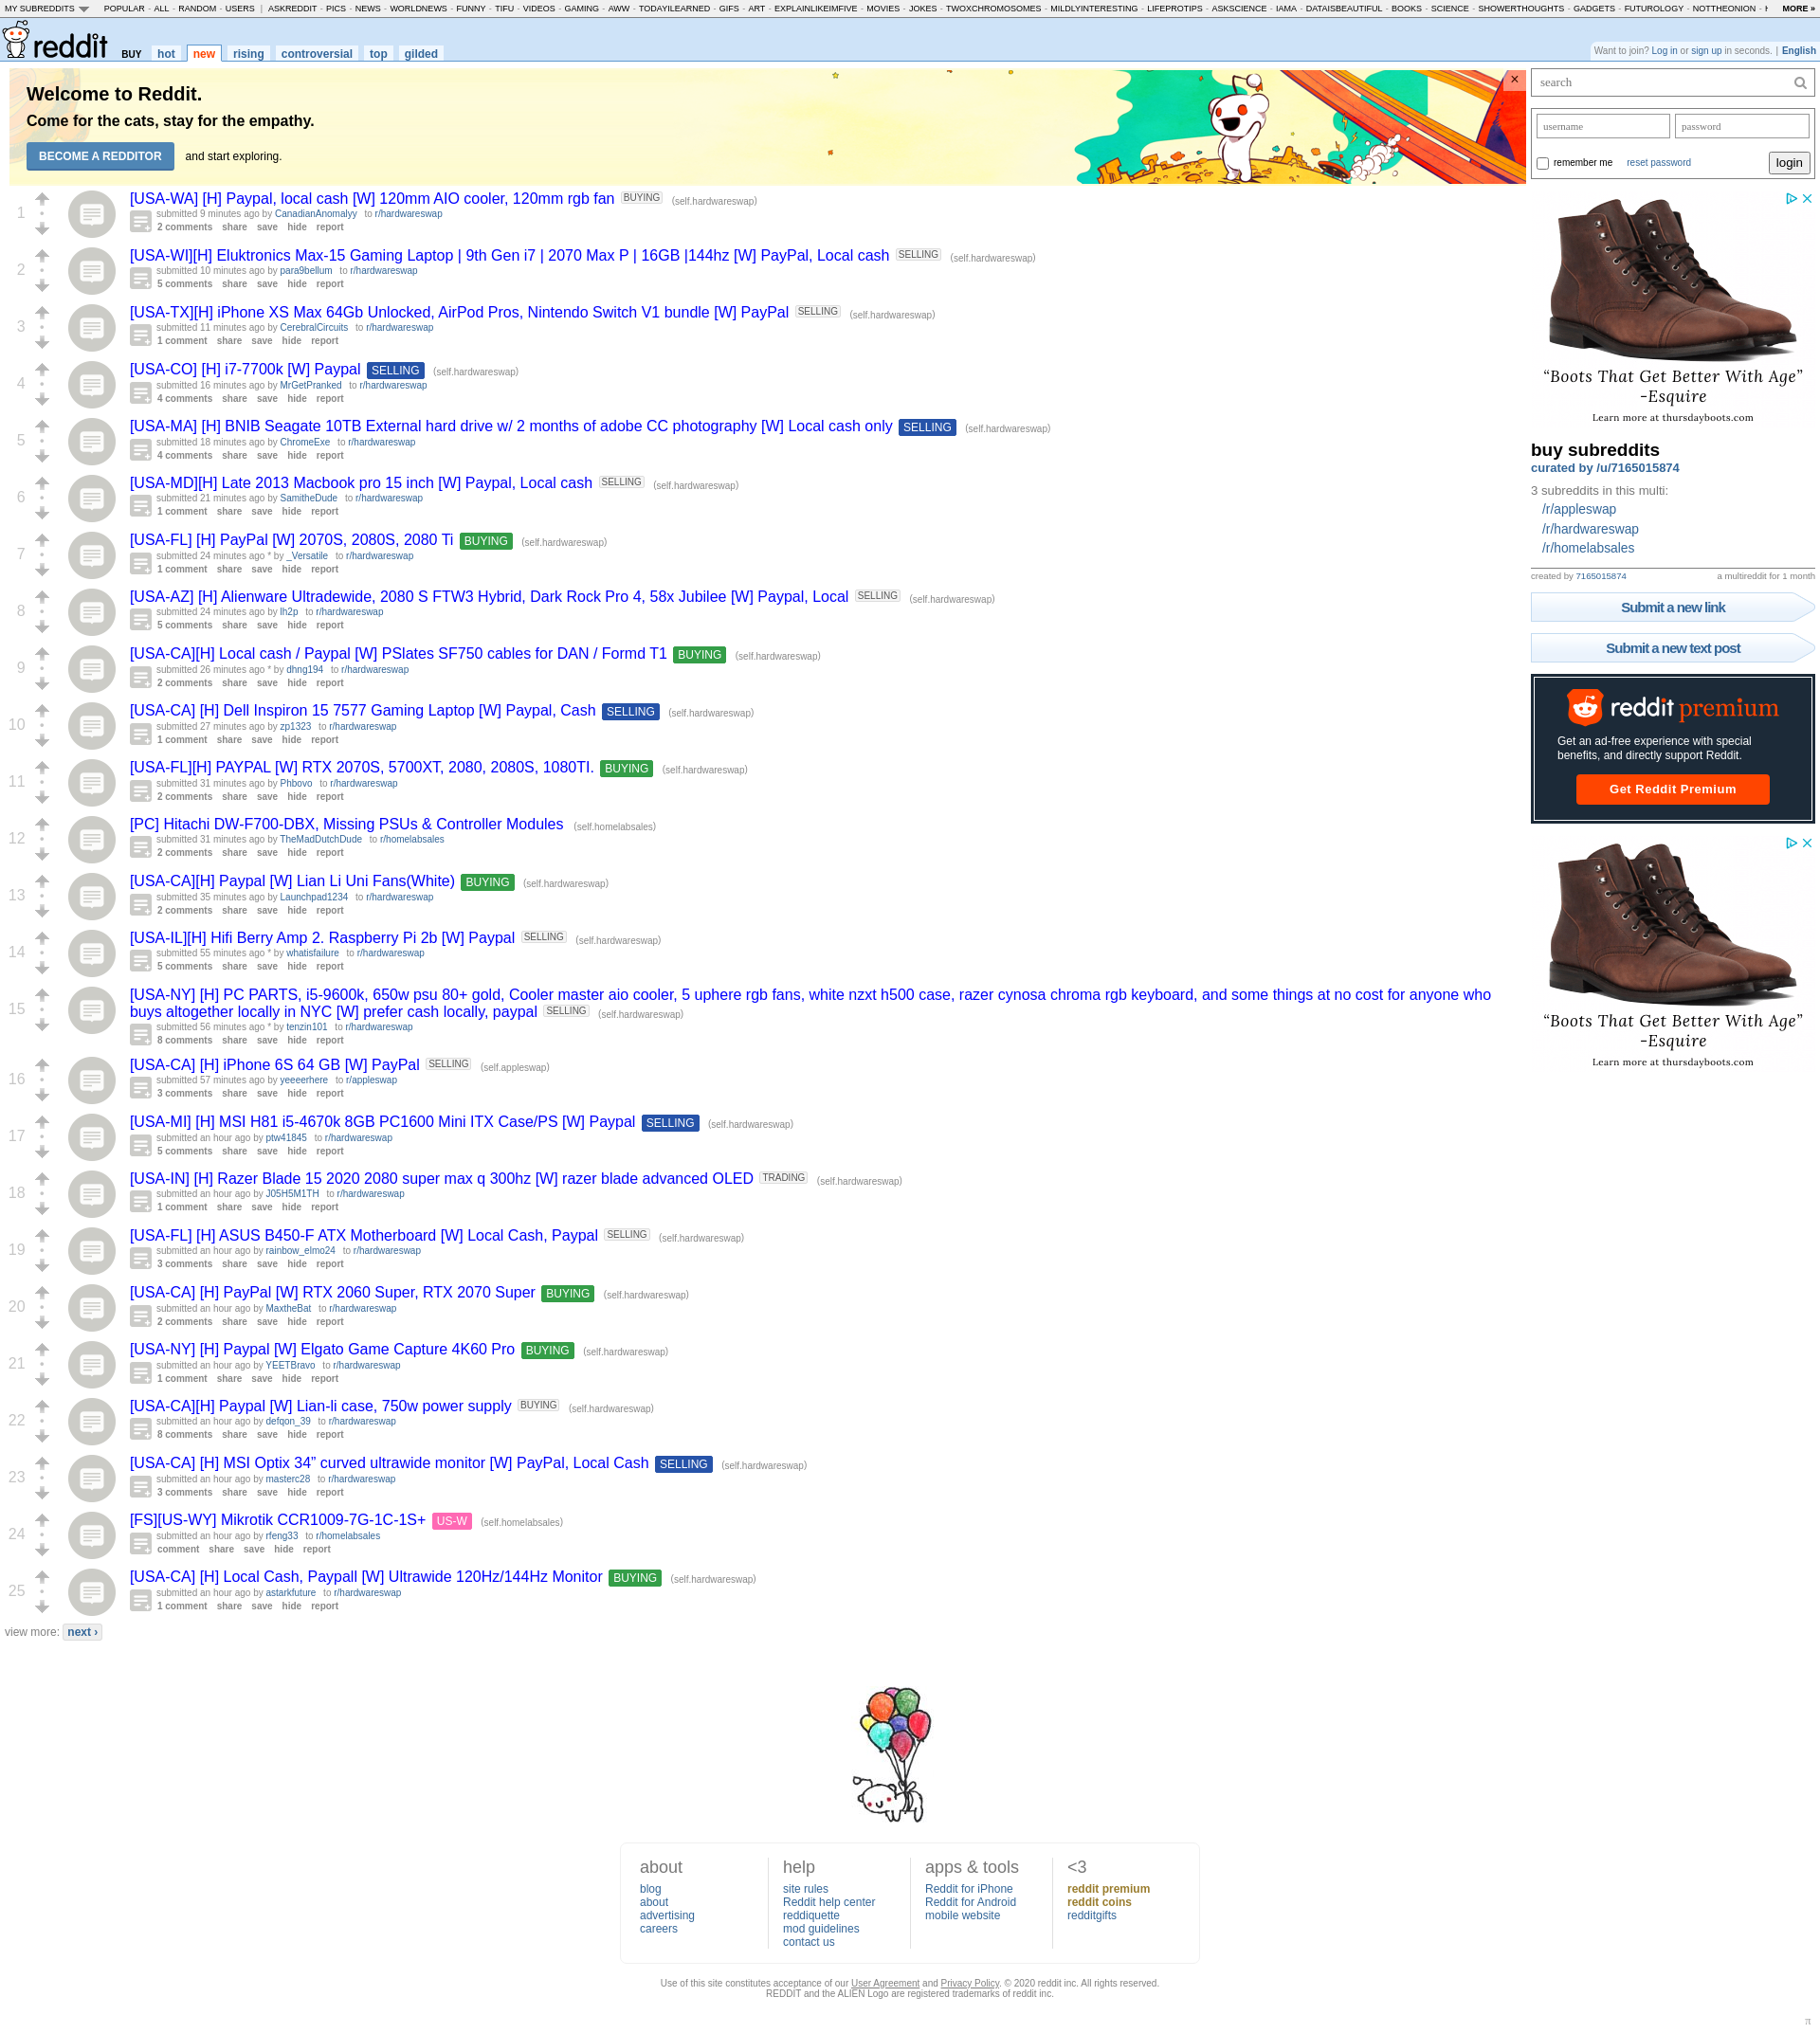 MY SUBREDDITS POPULAR - ALL - RANDOM - USERS | ASKREDDIT - PICS - NEWS - WORLDNEWS - FUNNY - TIFU - VIDEOS - GAMING - AWW - TODAYILEARNED - GIFS - ART - EXPLAINLIKEIMFIVE - MOVIES - JOKES - TWOXCHROMOSOMES - MILDLYINTERESTING - LIFEPROTIPS - ASKSCIENCE - IAMA - DATAISBEAUTIFUL - BOOKS - SCIENCE - SHOWERTHOUGHTS - GADGETS - FUTUROLOGY - NOTTHEONION - MORE »
reddit BUY hot new rising controversial top gilded
Want to join? Log in or sign up in seconds. | English
Welcome to Reddit.
Come for the cats, stay for the empathy.
BECOME A REDDITOR and start exploring.
×
1
[USA-WA] [H] Paypal, local cash [W] 120mm AIO cooler, 120mm rgb fan BUYING (self.hardwareswap)
submitted 9 minutes ago by CanadianAnomalyy to r/hardwareswap
2 comments share save hide report
2
[USA-WI][H] Eluktronics Max-15 Gaming Laptop | 9th Gen i7 | 2070 Max P | 16GB |144hz [W] PayPal, Local cash SELLING (self.hardwareswap)
submitted 10 minutes ago by para9bellum to r/hardwareswap
5 comments share save hide report
3
[USA-TX][H] iPhone XS Max 64Gb Unlocked, AirPod Pros, Nintendo Switch V1 bundle [W] PayPal SELLING (self.hardwareswap)
submitted 11 minutes ago by CerebralCircuits to r/hardwareswap
1 comment share save hide report
4
[USA-CO] [H] i7-7700k [W] Paypal SELLING (self.hardwareswap)
submitted 16 minutes ago by MrGetPranked to r/hardwareswap
4 comments share save hide report
5
[USA-MA] [H] BNIB Seagate 10TB External hard drive w/ 2 months of adobe CC photography [W] Local cash only SELLING (self.hardwareswap)
submitted 18 minutes ago by ChromeExe to r/hardwareswap
4 comments share save hide report
6
[USA-MD][H] Late 2013 Macbook pro 15 inch [W] Paypal, Local cash SELLING (self.hardwareswap)
submitted 21 minutes ago by SamitheDude to r/hardwareswap
1 comment share save hide report
7
[USA-FL] [H] PayPal [W] 2070S, 2080S, 2080 Ti BUYING (self.hardwareswap)
submitted 24 minutes ago * by _Versatile to r/hardwareswap
1 comment share save hide report
8
[USA-AZ] [H] Alienware Ultradewide, 2080 S FTW3 Hybrid, Dark Rock Pro 4, 58x Jubilee [W] Paypal, Local SELLING (self.hardwareswap)
submitted 24 minutes ago by lh2p to r/hardwareswap
5 comments share save hide report
9
[USA-CA][H] Local cash / Paypal [W] PSlates SF750 cables for DAN / Formd T1 BUYING (self.hardwareswap)
submitted 26 minutes ago * by dhng194 to r/hardwareswap
2 comments share save hide report
10
[USA-CA] [H] Dell Inspiron 15 7577 Gaming Laptop [W] Paypal, Cash SELLING (self.hardwareswap)
submitted 27 minutes ago by zp1323 to r/hardwareswap
1 comment share save hide report
11
[USA-FL][H] PAYPAL [W] RTX 2070S, 5700XT, 2080, 2080S, 1080TI. BUYING (self.hardwareswap)
submitted 31 minutes ago by Phbovo to r/hardwareswap
2 comments share save hide report
12
[PC] Hitachi DW-F700-DBX, Missing PSUs & Controller Modules (self.homelabsales)
submitted 31 minutes ago by TheMadDutchDude to r/homelabsales
2 comments share save hide report
13
[USA-CA][H] Paypal [W] Lian Li Uni Fans(White) BUYING (self.hardwareswap)
submitted 35 minutes ago by Launchpad1234 to r/hardwareswap
2 comments share save hide report
14
[USA-IL][H] Hifi Berry Amp 2. Raspberry Pi 2b [W] Paypal SELLING (self.hardwareswap)
submitted 55 minutes ago * by whatisfailure to r/hardwareswap
5 comments share save hide report
15
[USA-NY] [H] PC PARTS, i5-9600k, 650w psu 80+ gold, Cooler master aio cooler, 5 uphere rgb fans, white nzxt h500 case, razer cynosa chroma rgb keyboard, and some things at no cost for anyone who
buys altogether locally in NYC [W] prefer cash locally, paypal SELLING (self.hardwareswap)
submitted 56 minutes ago * by tenzin101 to r/hardwareswap
8 comments share save hide report
16
[USA-CA] [H] iPhone 6S 64 GB [W] PayPal SELLING (self.appleswap)
submitted 57 minutes ago by yeeeerhere to r/appleswap
3 comments share save hide report
17
[USA-MI] [H] MSI H81 i5-4670k 8GB PC1600 Mini ITX Case/PS [W] Paypal SELLING (self.hardwareswap)
submitted an hour ago by ptw41845 to r/hardwareswap
5 comments share save hide report
18
[USA-IN] [H] Razer Blade 15 2020 2080 super max q 300hz [W] razer blade advanced OLED TRADING (self.hardwareswap)
submitted an hour ago by J05H5M1TH to r/hardwareswap
1 comment share save hide report
19
[USA-FL] [H] ASUS B450-F ATX Motherboard [W] Local Cash, Paypal SELLING (self.hardwareswap)
submitted an hour ago by rainbow_elmo24 to r/hardwareswap
3 comments share save hide report
20
[USA-CA] [H] PayPal [W] RTX 2060 Super, RTX 2070 Super BUYING (self.hardwareswap)
submitted an hour ago by MaxtheBat to r/hardwareswap
2 comments share save hide report
21
[USA-NY] [H] Paypal [W] Elgato Game Capture 4K60 Pro BUYING (self.hardwareswap)
submitted an hour ago by YEETBravo to r/hardwareswap
1 comment share save hide report
22
[USA-CA][H] Paypal [W] Lian-li case, 750w power supply BUYING (self.hardwareswap)
submitted an hour ago by defqon_39 to r/hardwareswap
8 comments share save hide report
23
[USA-CA] [H] MSI Optix 34” curved ultrawide monitor [W] PayPal, Local Cash SELLING (self.hardwareswap)
submitted an hour ago by masterc28 to r/hardwareswap
3 comments share save hide report
24
[FS][US-WY] Mikrotik CCR1009-7G-1C-1S+ US-W (self.homelabsales)
submitted an hour ago by rfeng33 to r/homelabsales
comment share save hide report
25
[USA-CA] [H] Local Cash, Paypall [W] Ultrawide 120Hz/144Hz Monitor BUYING (self.hardwareswap)
submitted an hour ago by astarkfuture to r/hardwareswap
1 comment share save hide report
view more: next ›
search
username password
remember me reset password login
“Boots That Get Better With Age”
-Esquire
Learn more at thursdayboots.com
buy subreddits
curated by /u/7165015874
3 subreddits in this multi:
/r/appleswap
/r/hardwareswap
/r/homelabsales
created by 7165015874 a multireddit for 1 month
Submit a new link
Submit a new text post
reddit premium
Get an ad-free experience with special
benefits, and directly support Reddit.
Get Reddit Premium
“Boots That Get Better With Age”
-Esquire
Learn more at thursdayboots.com
about
blog
about
advertising
careers
help
site rules
Reddit help center
reddiquette
mod guidelines
contact us
apps & tools
Reddit for iPhone
Reddit for Android
mobile website
<3
reddit premium
reddit coins
redditgifts
Use of this site constitutes acceptance of our User Agreement and Privacy Policy. © 2020 reddit inc. All rights reserved.
REDDIT and the ALIEN Logo are registered trademarks of reddit inc.
π